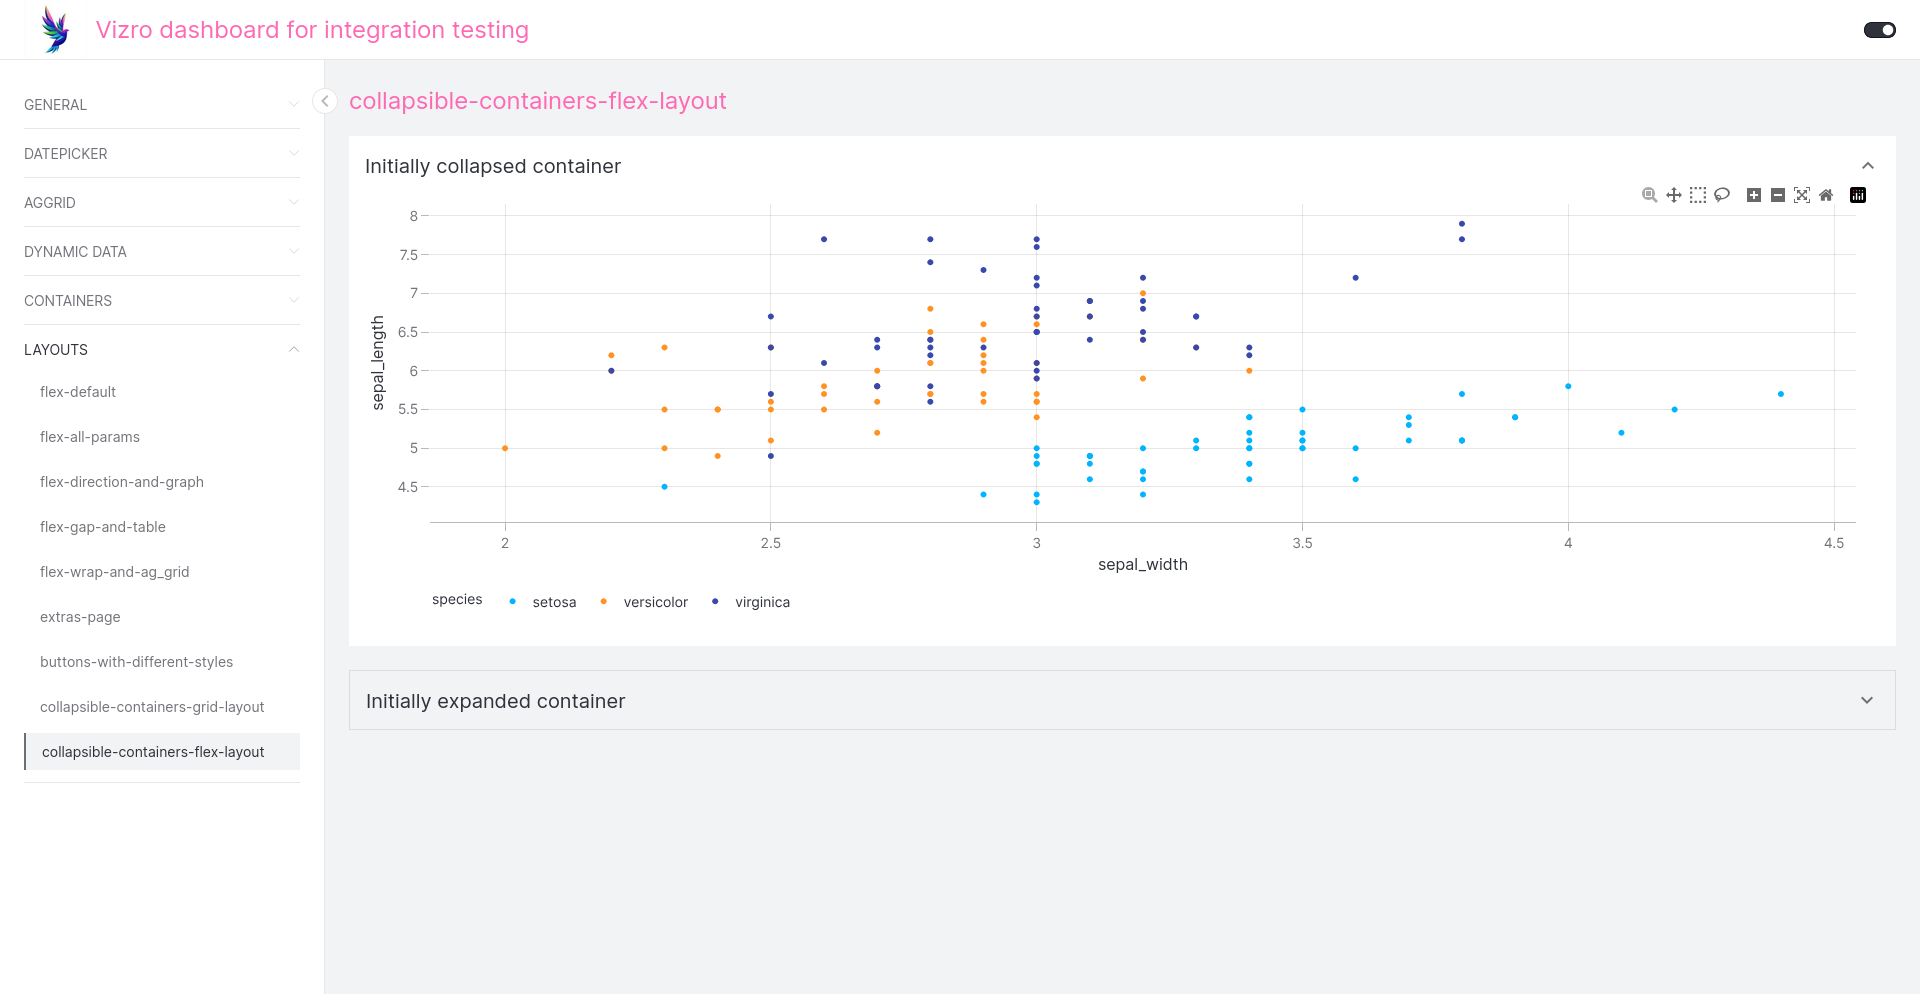 Vizro dashboard for integration testing
GENERAL
DATEPICKER
AGGRID
DYNAMIC DATA
CONTAINERS
LAYOUTS
flex-default
flex-all-params
flex-direction-and-graph
flex-gap-and-table
flex-wrap-and-ag_grid
extras-page
buttons-with-different-styles
collapsible-containers-grid-layout
collapsible-containers-flex-layout
collapsible-containers-flex-layout
Initially collapsed container
8
7.5
7
6.5
6
5.5
5
4.5
sepal_length
2 2.5 3 3.5 4 4.5
sepal_width
species setosa versicolor virginica
Initially expanded container